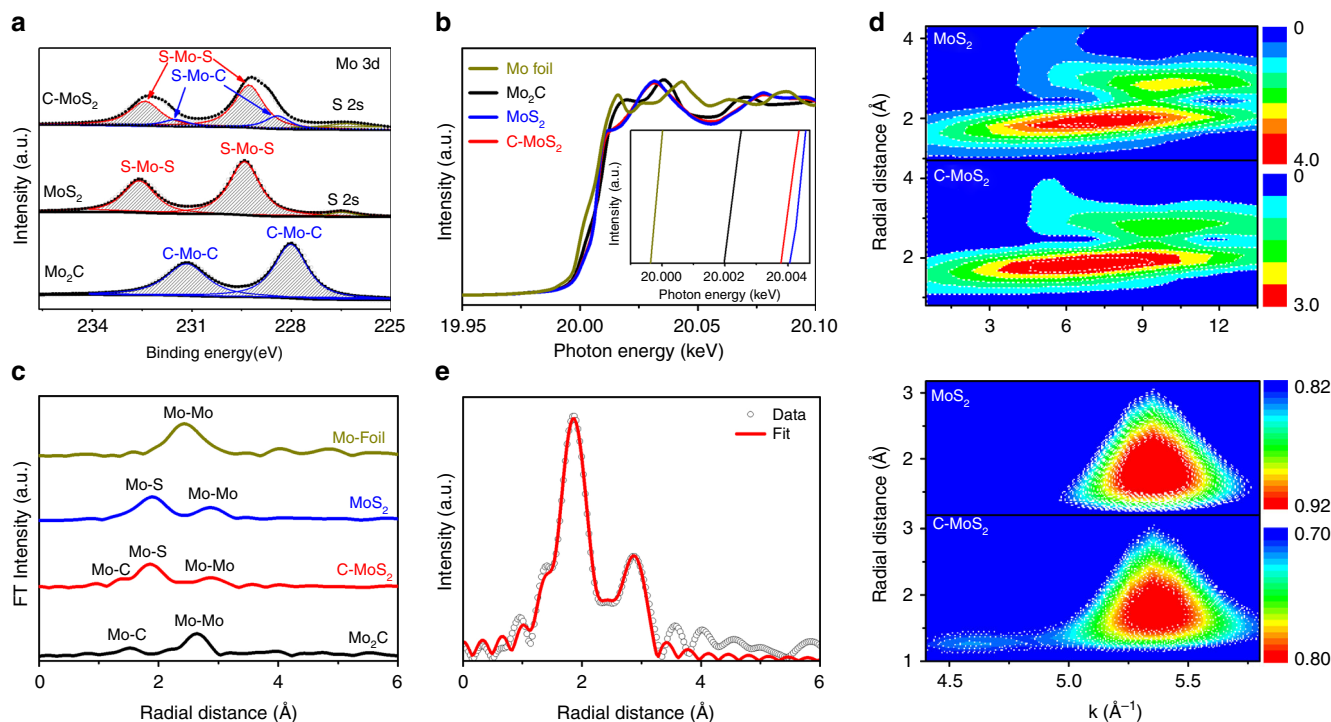 a
S-Mo-S
Mo 3d
S-Mo-C
C-MoS2
S 2s
S-Mo-S
S-Mo-S
MoS2
S 2s
C-Mo-C
C-Mo-C
Mo2C
Intensity (a.u.)
234 231 228 225
Binding energy(eV)
b
Mo foil
Mo2C
MoS2
C-MoS2
Intensity (a.u.)
Intensity (a.u.)
20.000 20.002 20.004
Photon energy (keV)
19.95 20.00 20.05 20.10
Photon energy (keV)
c
Mo-Mo
Mo-Foil
Mo-S
Mo-Mo
MoS2
Mo-S
Mo-C
Mo-Mo
C-MoS2
Mo-Mo
Mo-C
Mo2C
FT Intensity (a.u.)
0 2 4 6
Radial distance (Å)
d
MoS2
4
2
0
4.0
C-MoS2
4
2
0
3.0
Radial distance (Å)
3 6 9 12
MoS2
3
2
0.82
0.92
C-MoS2
3
2
1
0.70
0.80
Radial distance (Å)
4.5 5.0 5.5
k (Å−1)
e
Data
Fit
Intensity (a.u.)
0 2 4 6
Radial distance (Å)